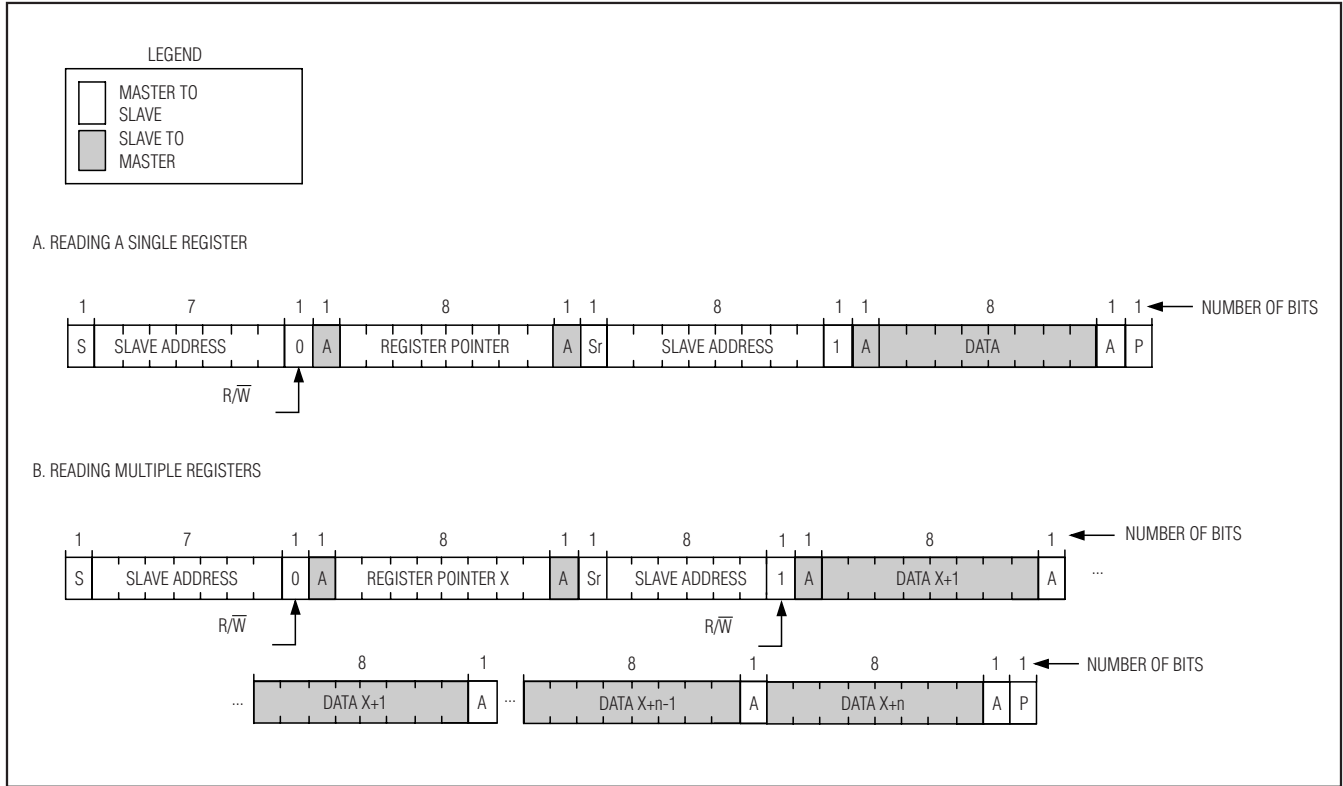 LEGEND
MASTER TO
SLAVE
SLAVE TO
MASTER
A. READING A SINGLE REGISTER
1 7 1 1 8 1 1 8 1 1 8 1 1 NUMBER OF BITS
S SLAVE ADDRESS 0 A REGISTER POINTER A Sr SLAVE ADDRESS 1 A DATA A P
R/W̅
B. READING MULTIPLE REGISTERS
1 7 1 1 8 1 1 8 1 1 8 1 NUMBER OF BITS
S SLAVE ADDRESS 0 A REGISTER POINTER X A Sr SLAVE ADDRESS 1 A DATA X+1 A ...
R/W̅ R/W̅
8 1 8 1 8 1 1 NUMBER OF BITS
... DATA X+1 A ... DATA X+n-1 A DATA X+n A P